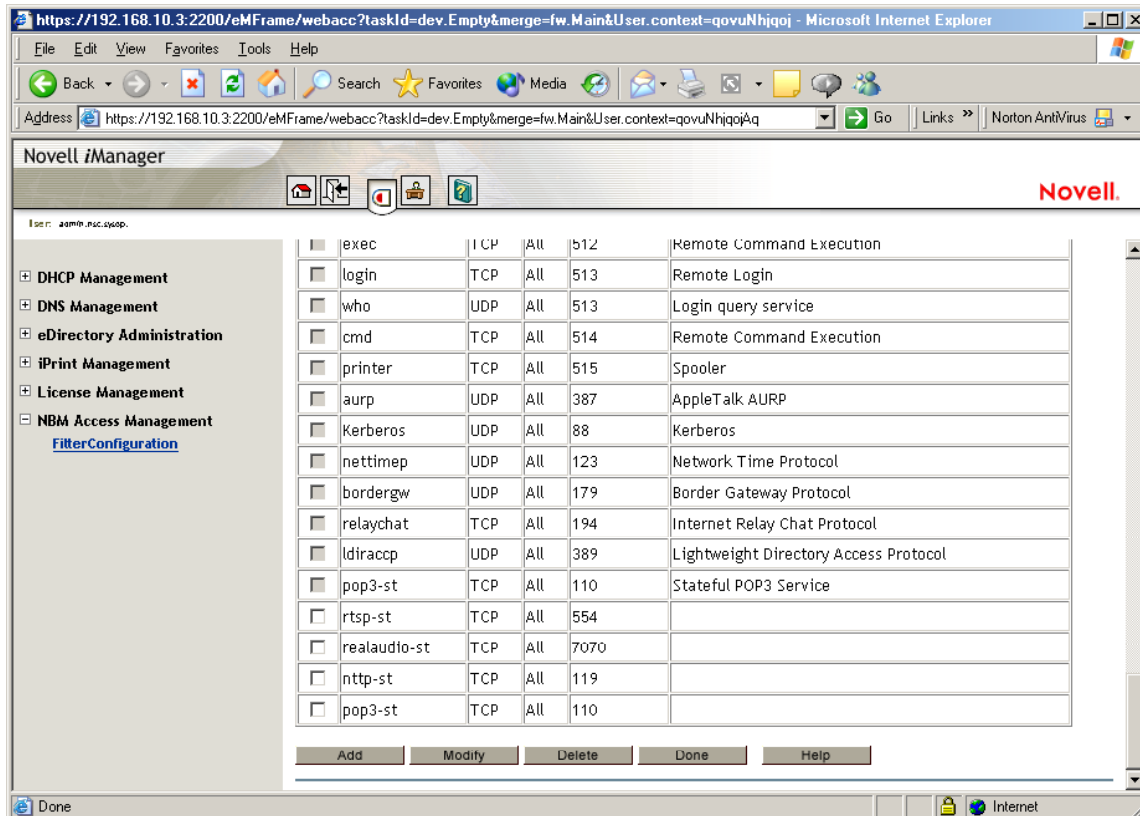 https://192.168.10.3:2200/eMFrame/webacc?taskId=dev.Empty&merge=fw.Main&User.context=qovuNhjqoj - Microsoft Internet Explorer
File Edit View Favorites Tools Help
Back Search Favorites Media
Address https://192.168.10.3:2200/eMFrame/webacc?taskId=dev.Empty&merge=fw.Main&User.context=qovuNhjqojAq Go Links » Norton AntiVirus
Novell iManager
Novell.
User: admin.nsc.sysop.
DHCP Management
DNS Management
eDirectory Administration
iPrint Management
License Management
NBM Access Management
FilterConfiguration
exec TCP All 512 Remote Command Execution
login TCP All 513 Remote Login
who UDP All 513 Login query service
cmd TCP All 514 Remote Command Execution
printer TCP All 515 Spooler
aurp UDP All 387 AppleTalk AURP
Kerberos UDP All 88 Kerberos
nettimep UDP All 123 Network Time Protocol
bordergw UDP All 179 Border Gateway Protocol
relaychat TCP All 194 Internet Relay Chat Protocol
ldiraccp UDP All 389 Lightweight Directory Access Protocol
pop3-st TCP All 110 Stateful POP3 Service
rtsp-st TCP All 554
realaudio-st TCP All 7070
nttp-st TCP All 119
pop3-st TCP All 110
Add Modify Delete Done Help
Done Internet